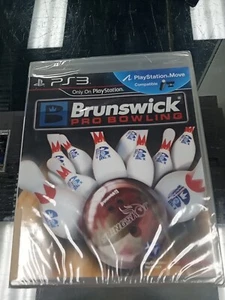 PS3
Only On PlayStation®
PlayStation®Move
Compatible
B Brunswick
PRO BOWLING